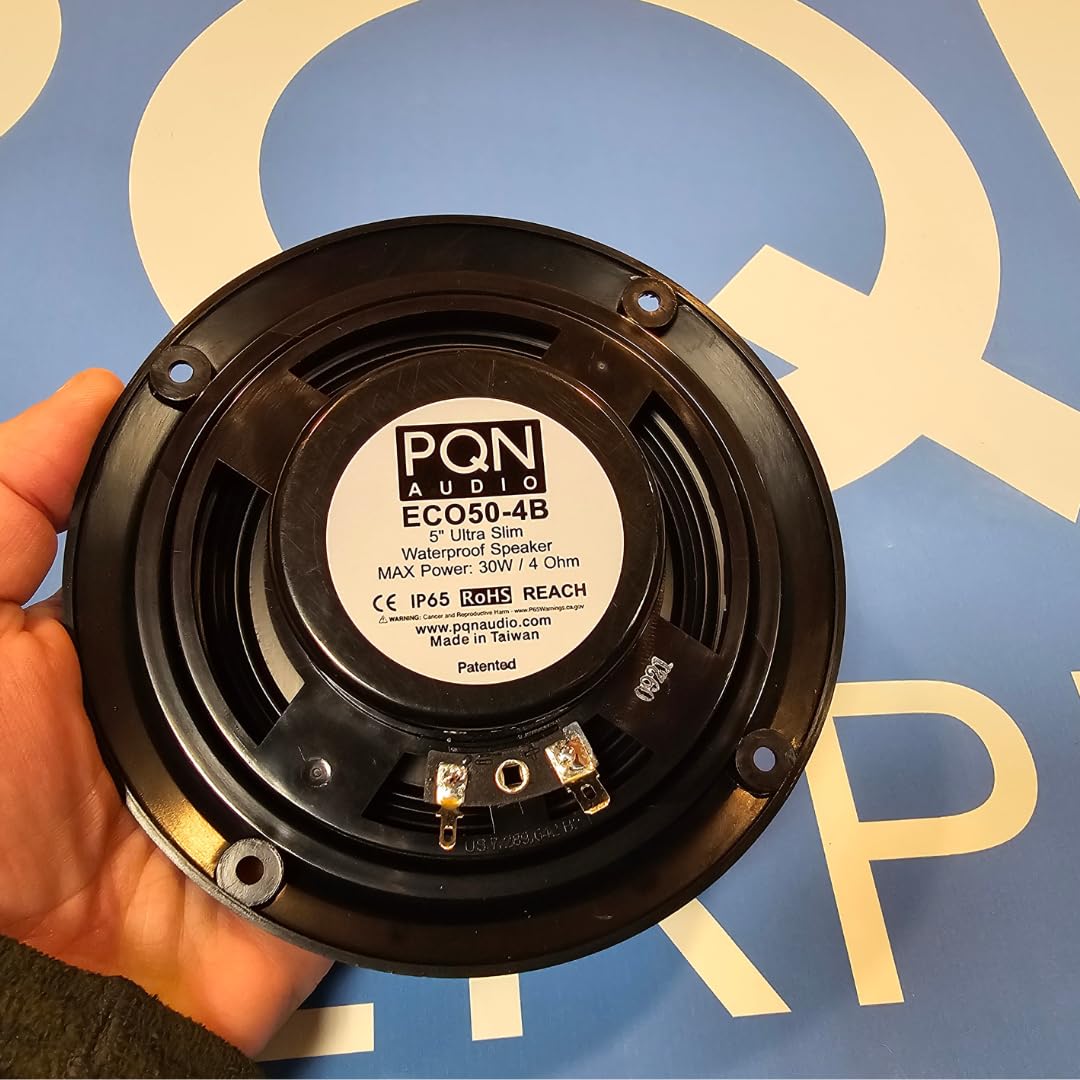 PQN
AUDIO
ECO50-4B
5" Ultra Slim
Waterproof Speaker
MAX Power: 30W / 4 Ohm
CE IP65 RoHS REACH
WARNING: Cancer and Reproductive Harm - www.P65Warnings.ca.gov
www.pqnaudio.com
Made in Taiwan
Patented